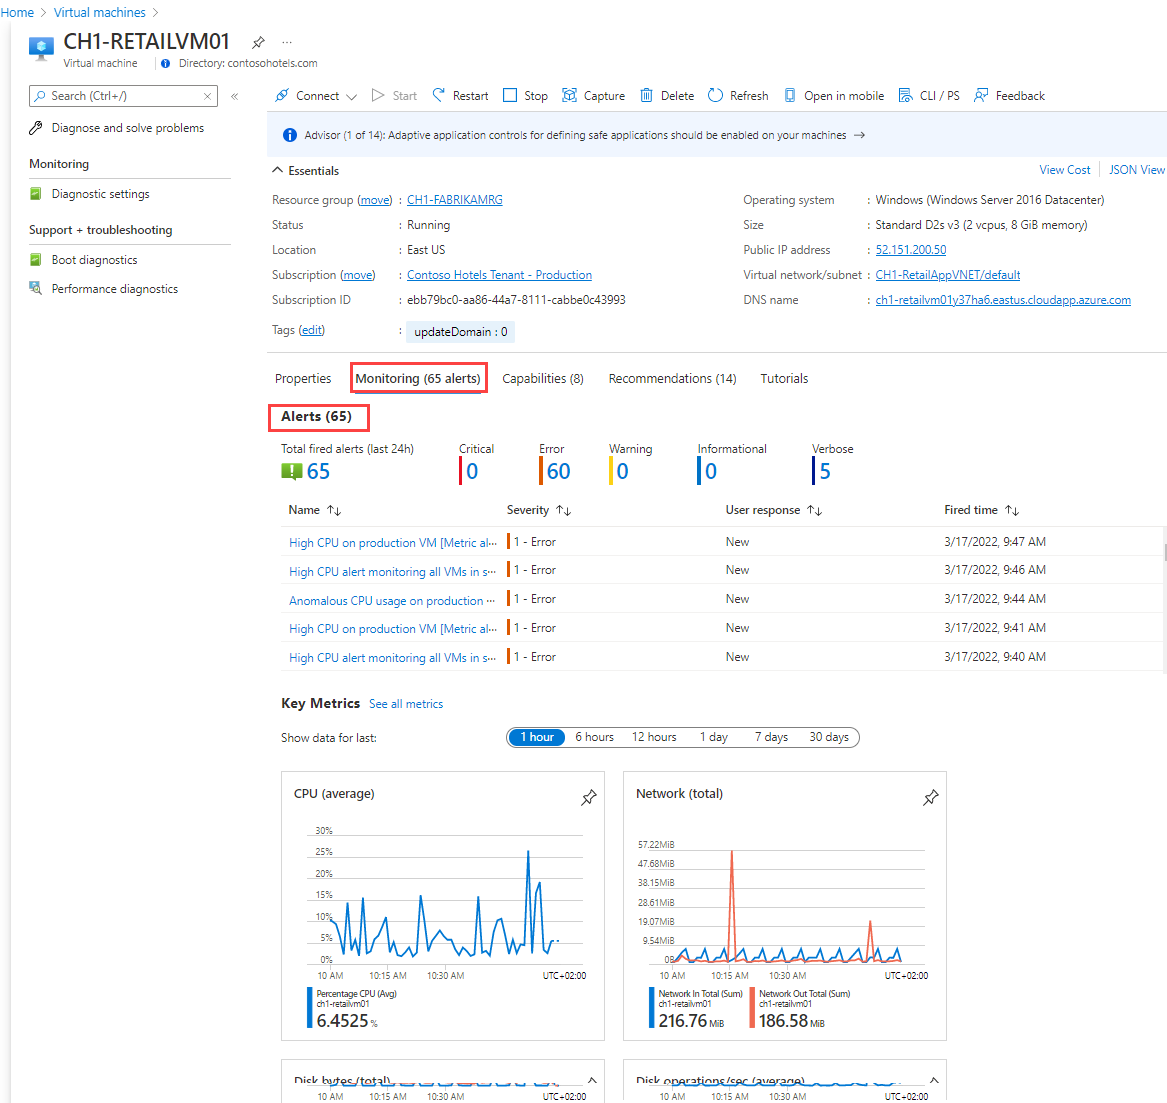 Home > Virtual machines >
CH1-RETAILVM01 ...
Virtual machine
Directory: contosohotels.com
Search (Ctrl+/)
Diagnose and solve problems
Monitoring
Diagnostic settings
Support + troubleshooting
Boot diagnostics
Performance diagnostics
Connect Start Restart Stop Capture Delete Refresh Open in mobile CLI / PS Feedback
Advisor (1 of 14): Adaptive application controls for defining safe applications should be enabled on your machines →
Essentials
View Cost JSON View
Resource group (move) : CH1-FABRIKAMRG
Status : Running
Location : East US
Subscription (move) : Contoso Hotels Tenant - Production
Subscription ID : ebb79bc0-aa86-44a7-8111-cabbe0c43993
Operating system : Windows (Windows Server 2016 Datacenter)
Size : Standard D2s v3 (2 vcpus, 8 GiB memory)
Public IP address : 52.151.200.50
Virtual network/subnet : CH1-RetailAppVNET/default
DNS name : ch1-retailvm01y37ha6.eastus.cloudapp.azure.com
Tags (edit) : updateDomain : 0
Properties Monitoring (65 alerts) Capabilities (8) Recommendations (14) Tutorials
Alerts (65)
Total fired alerts (last 24h) Critical Error Warning Informational Verbose
65 0 60 0 0 5
Name ↑↓ Severity ↑↓ User response ↑↓ Fired time ↑↓
High CPU on production VM [Metric al··· 1 - Error New 3/17/2022, 9:47 AM
High CPU alert monitoring all VMs in s··· 1 - Error New 3/17/2022, 9:46 AM
Anomalous CPU usage on production ··· 1 - Error New 3/17/2022, 9:44 AM
High CPU on production VM [Metric al··· 1 - Error New 3/17/2022, 9:41 AM
High CPU alert monitoring all VMs in s··· 1 - Error New 3/17/2022, 9:40 AM
Key Metrics See all metrics
Show data for last: 1 hour 6 hours 12 hours 1 day 7 days 30 days
CPU (average)
30%
25%
20%
15%
10%
5%
0%
10 AM 10:15 AM 10:30 AM UTC+02:00
Percentage CPU (Avg)
ch1-retailvm01
6.4525 %
Network (total)
57.22MiB
47.68MiB
38.15MiB
28.61MiB
19.07MiB
9.54MiB
0B
10 AM 10:15 AM 10:30 AM UTC+02:00
Network In Total (Sum) Network Out Total (Sum)
ch1-retailvm01 ch1-retailvm01
216.76 MiB 186.58 MiB
Disk bytes (total)
10 AM 10:15 AM 10:30 AM UTC+02:00
Disk operations/sec (average)
10 AM 10:15 AM 10:30 AM UTC+02:00